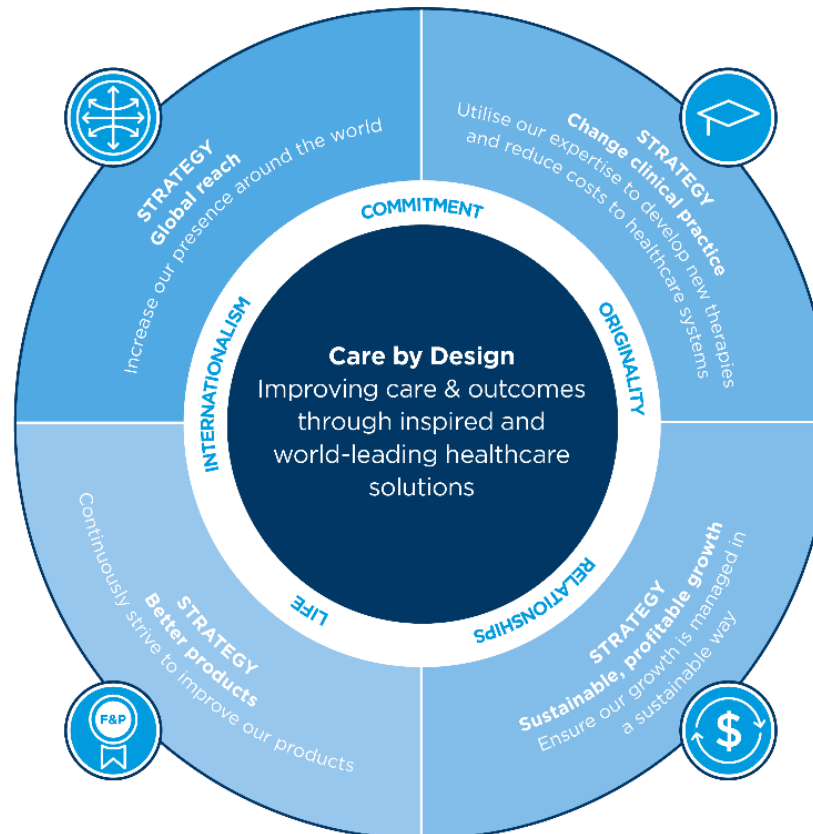 STRATEGY
Global reach
Increase our presence around the world
STRATEGY
Change clinical practice
Utilise our expertise to develop new therapies
and reduce costs to healthcare systems
COMMITMENT
ORIGINALITY
RELATIONSHIPS
LIFE
INTERNATIONALISM
Care by Design
Improving care & outcomes
through inspired and
world-leading healthcare
solutions
STRATEGY
Better products
Continuously strive to improve our products
F&P
STRATEGY
Sustainable, profitable growth
Ensure our growth is managed in
a sustainable way
$